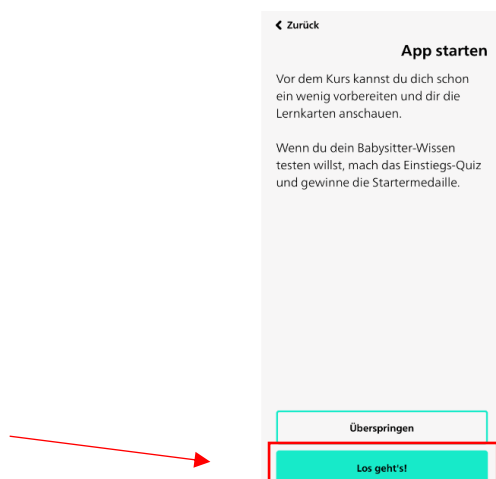 Zurück
App starten
Vor dem Kurs kannst du dich schon
ein wenig vorbereiten und dir die
Lernkarten anschauen.
Wenn du dein Babysitter-Wissen
testen willst, mach das Einstiegs-Quiz
und gewinne die Startermedaille.
Überspringen
Los geht's!